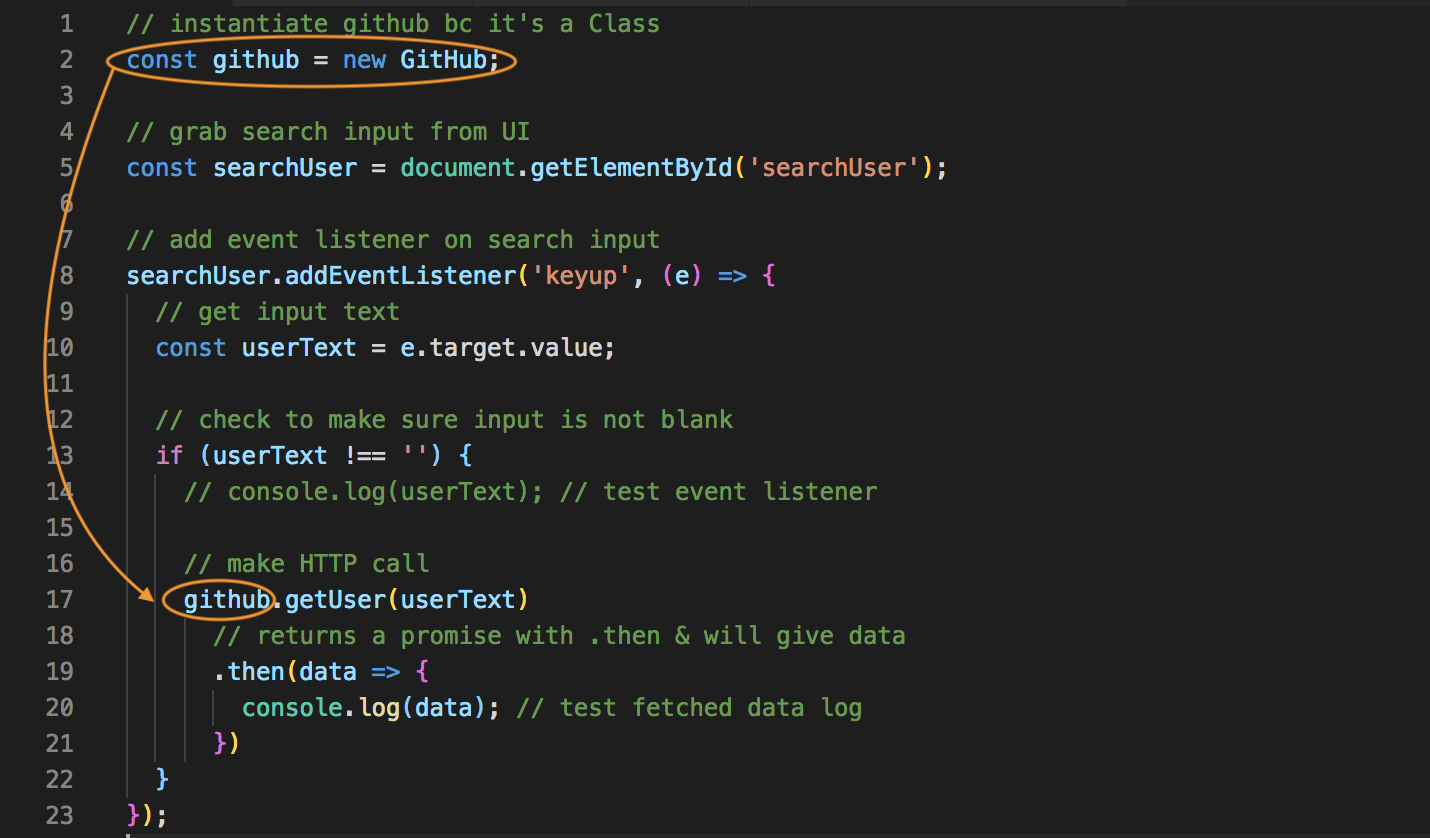 1 // instantiate github bc it's a Class
2 const github = new GitHub;
3
4 // grab search input from UI
5 const searchUser = document.getElementById('searchUser');
6
7 // add event listener on search input
8 searchUser.addEventListener('keyup', (e) => {
9 // get input text
10 const userText = e.target.value;
11
12 // check to make sure input is not blank
13 if (userText !== '') {
14 // console.log(userText); // test event listener
15
16 // make HTTP call
17 github.getUser(userText)
18 // returns a promise with .then & will give data
19 .then(data => {
20 console.log(data); // test fetched data log
21 })
22 }
23 });